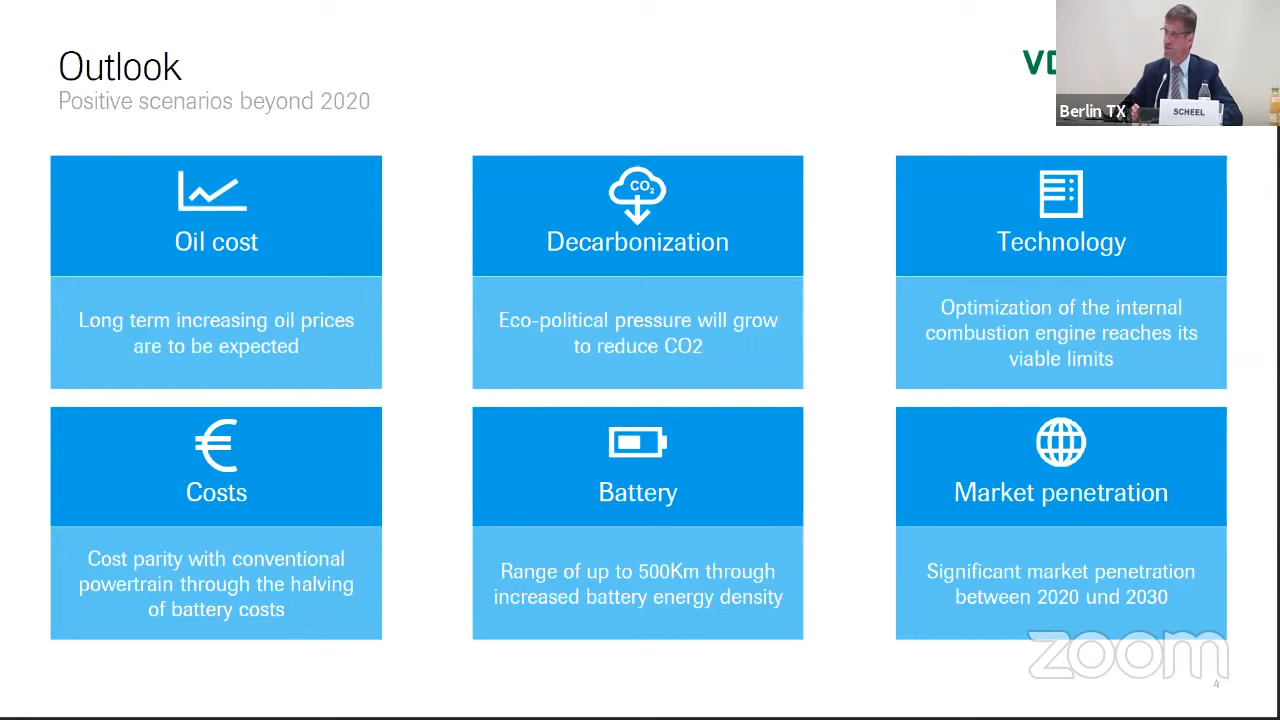 Outlook
Positive scenarios beyond 2020
Berlin TX
SCHEEL
Oil cost
Long term increasing oil prices
are to be expected
CO₂
Decarbonization
Eco-political pressure will grow
to reduce CO2
Technology
Optimization of the internal
combustion engine reaches its
viable limits
€
Costs
Cost parity with conventional
powertrain through the halving
of battery costs
Battery
Range of up to 500Km through
increased battery energy density
Market penetration
Significant market penetration
between 2020 und 2030
zoom
4